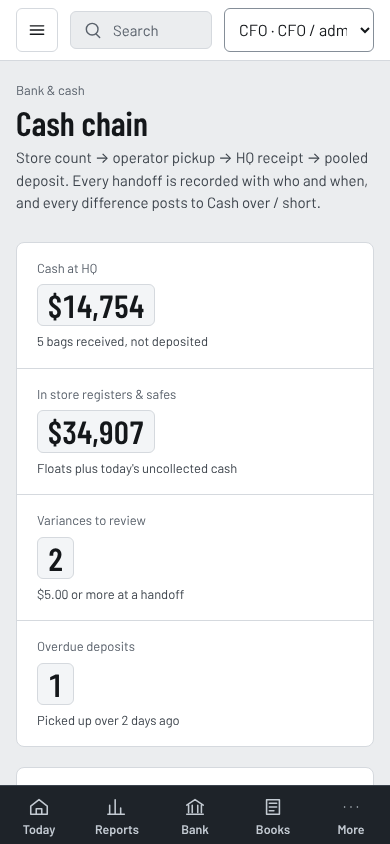 Search
CFO · CFO / adm
Bank & cash
Cash chain
Store count → operator pickup → HQ receipt → pooled
deposit. Every handoff is recorded with who and when,
and every difference posts to Cash over / short.
Cash at HQ
$14,754
5 bags received, not deposited
In store registers & safes
$34,907
Floats plus today's uncollected cash
Variances to review
2
$5.00 or more at a handoff
Overdue deposits
1
Picked up over 2 days ago
Today
Reports
Bank
Books
More